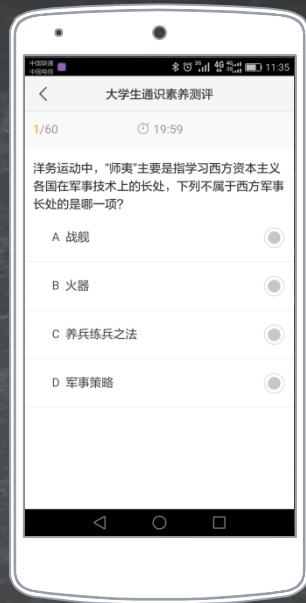 中国联通
中国电信
4G
11:35
大学生通识素养测评
1/60
19:59
洋务运动中，“师夷”主要是指学习西方资本主义
各国在军事技术上的长处，下列不属于西方军事
长处的是哪一项？
A 战舰
B 火器
C 养兵练兵之法
D 军事策略